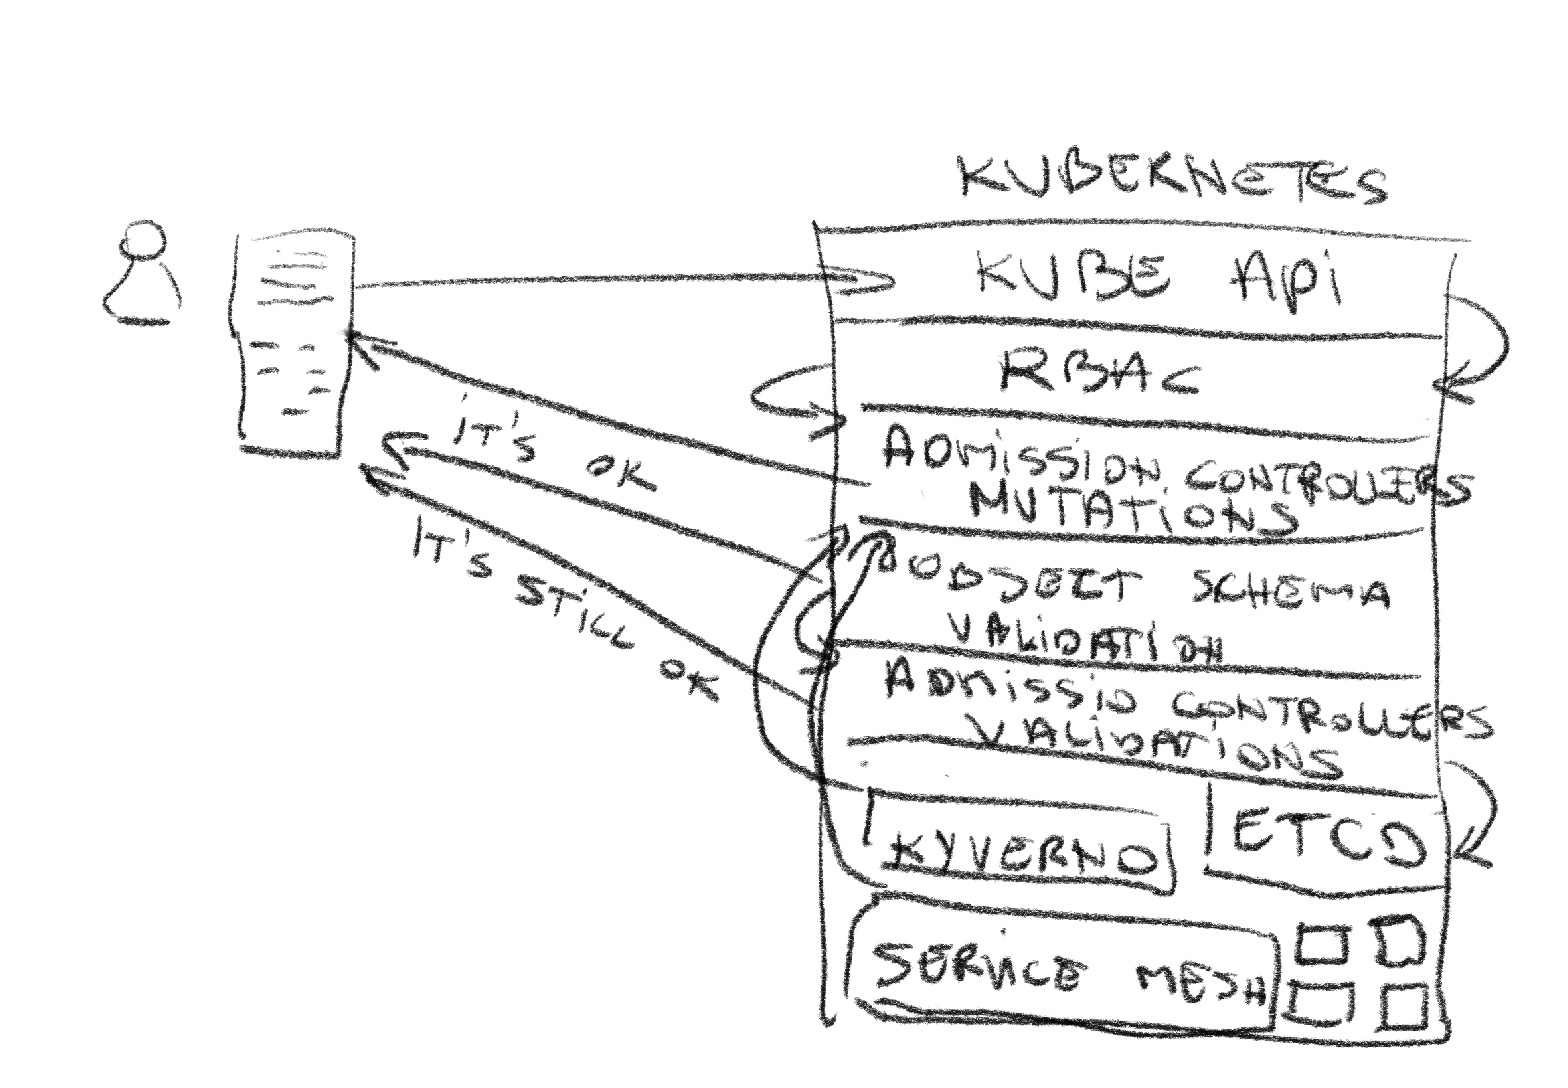 KUBERNETES
KUBE Api
RBAC
ADMISSION CONTROLLERS
MUTATIONS
IT'S OK
OBJECT SCHEMA
VALIDATION
IT'S STILL OK
ADMISSIO CONTROLLERS
VALIDATIONS
KYVERNO
ETCD
SERVICE MESH